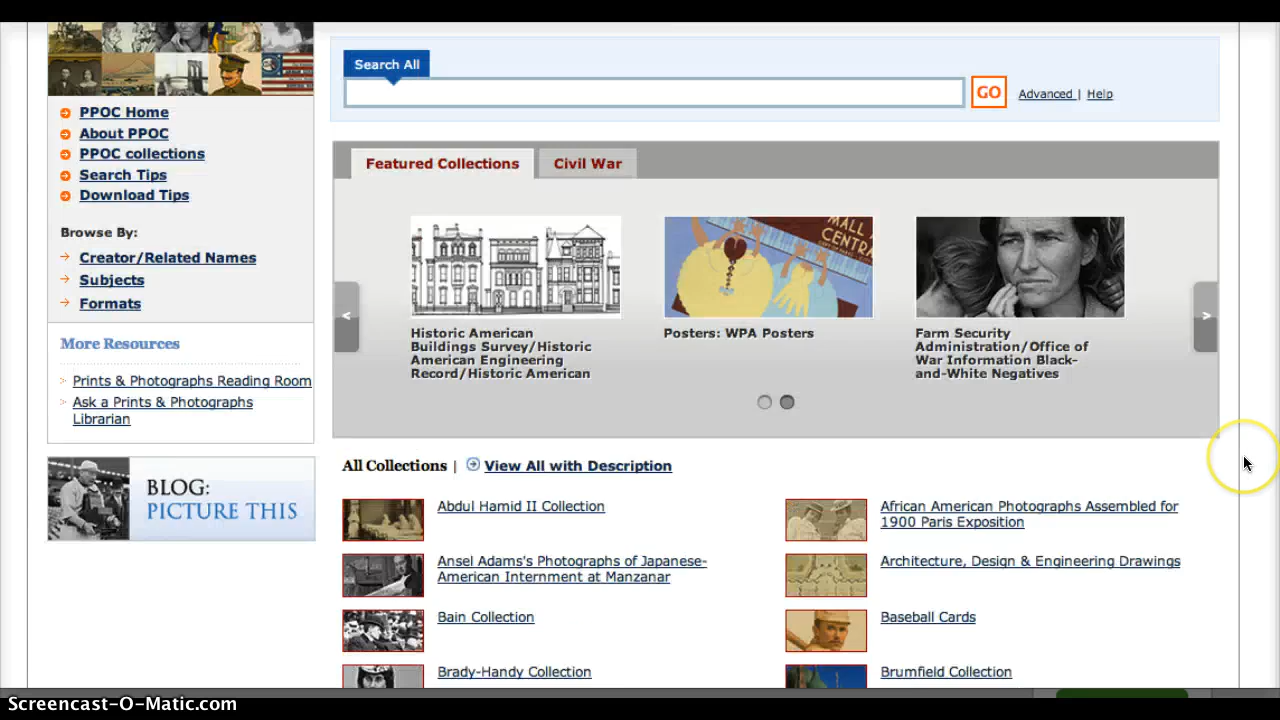 PPOC Home
About PPOC
PPOC collections
Search Tips
Download Tips
Browse By:
Creator/Related Names
Subjects
Formats
More Resources
Prints & Photographs Reading Room
Ask a Prints & Photographs
Librarian
BLOG:
PICTURE THIS
Search All
GO
Advanced | Help
Featured Collections
Civil War
MALL
CENTRA
<
Historic American
Buildings Survey/Historic
American Engineering
Record/Historic American
Posters: WPA Posters
Farm Security
Administration/Office of
War Information Black-
and-White Negatives
>
All Collections | View All with Description
Abdul Hamid II Collection
African American Photographs Assembled for
1900 Paris Exposition
Ansel Adams's Photographs of Japanese-
American Internment at Manzanar
Architecture, Design & Engineering Drawings
Bain Collection
Baseball Cards
Brady-Handy Collection
Brumfield Collection
Screencast-O-Matic.com